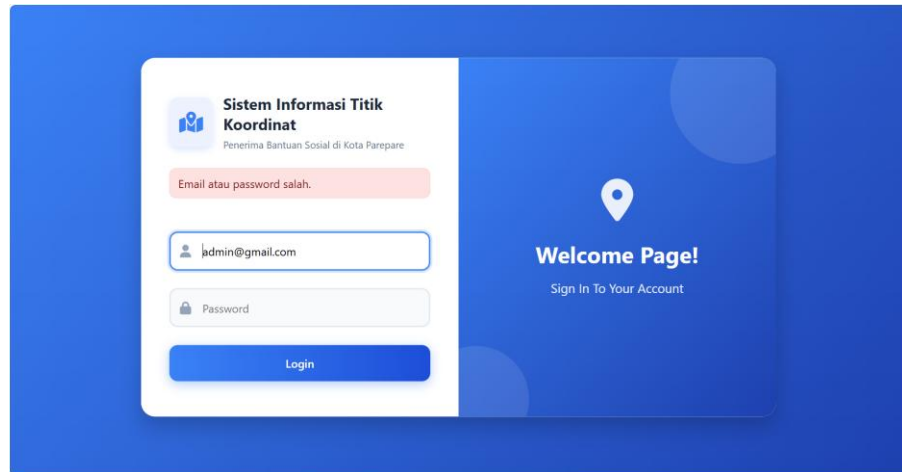 Sistem Informasi Titik
Koordinat
Penerima Bantuan Sosial di Kota Parepare
Email atau password salah.
admin@gmail.com
Password
Login
Welcome Page!
Sign In To Your Account